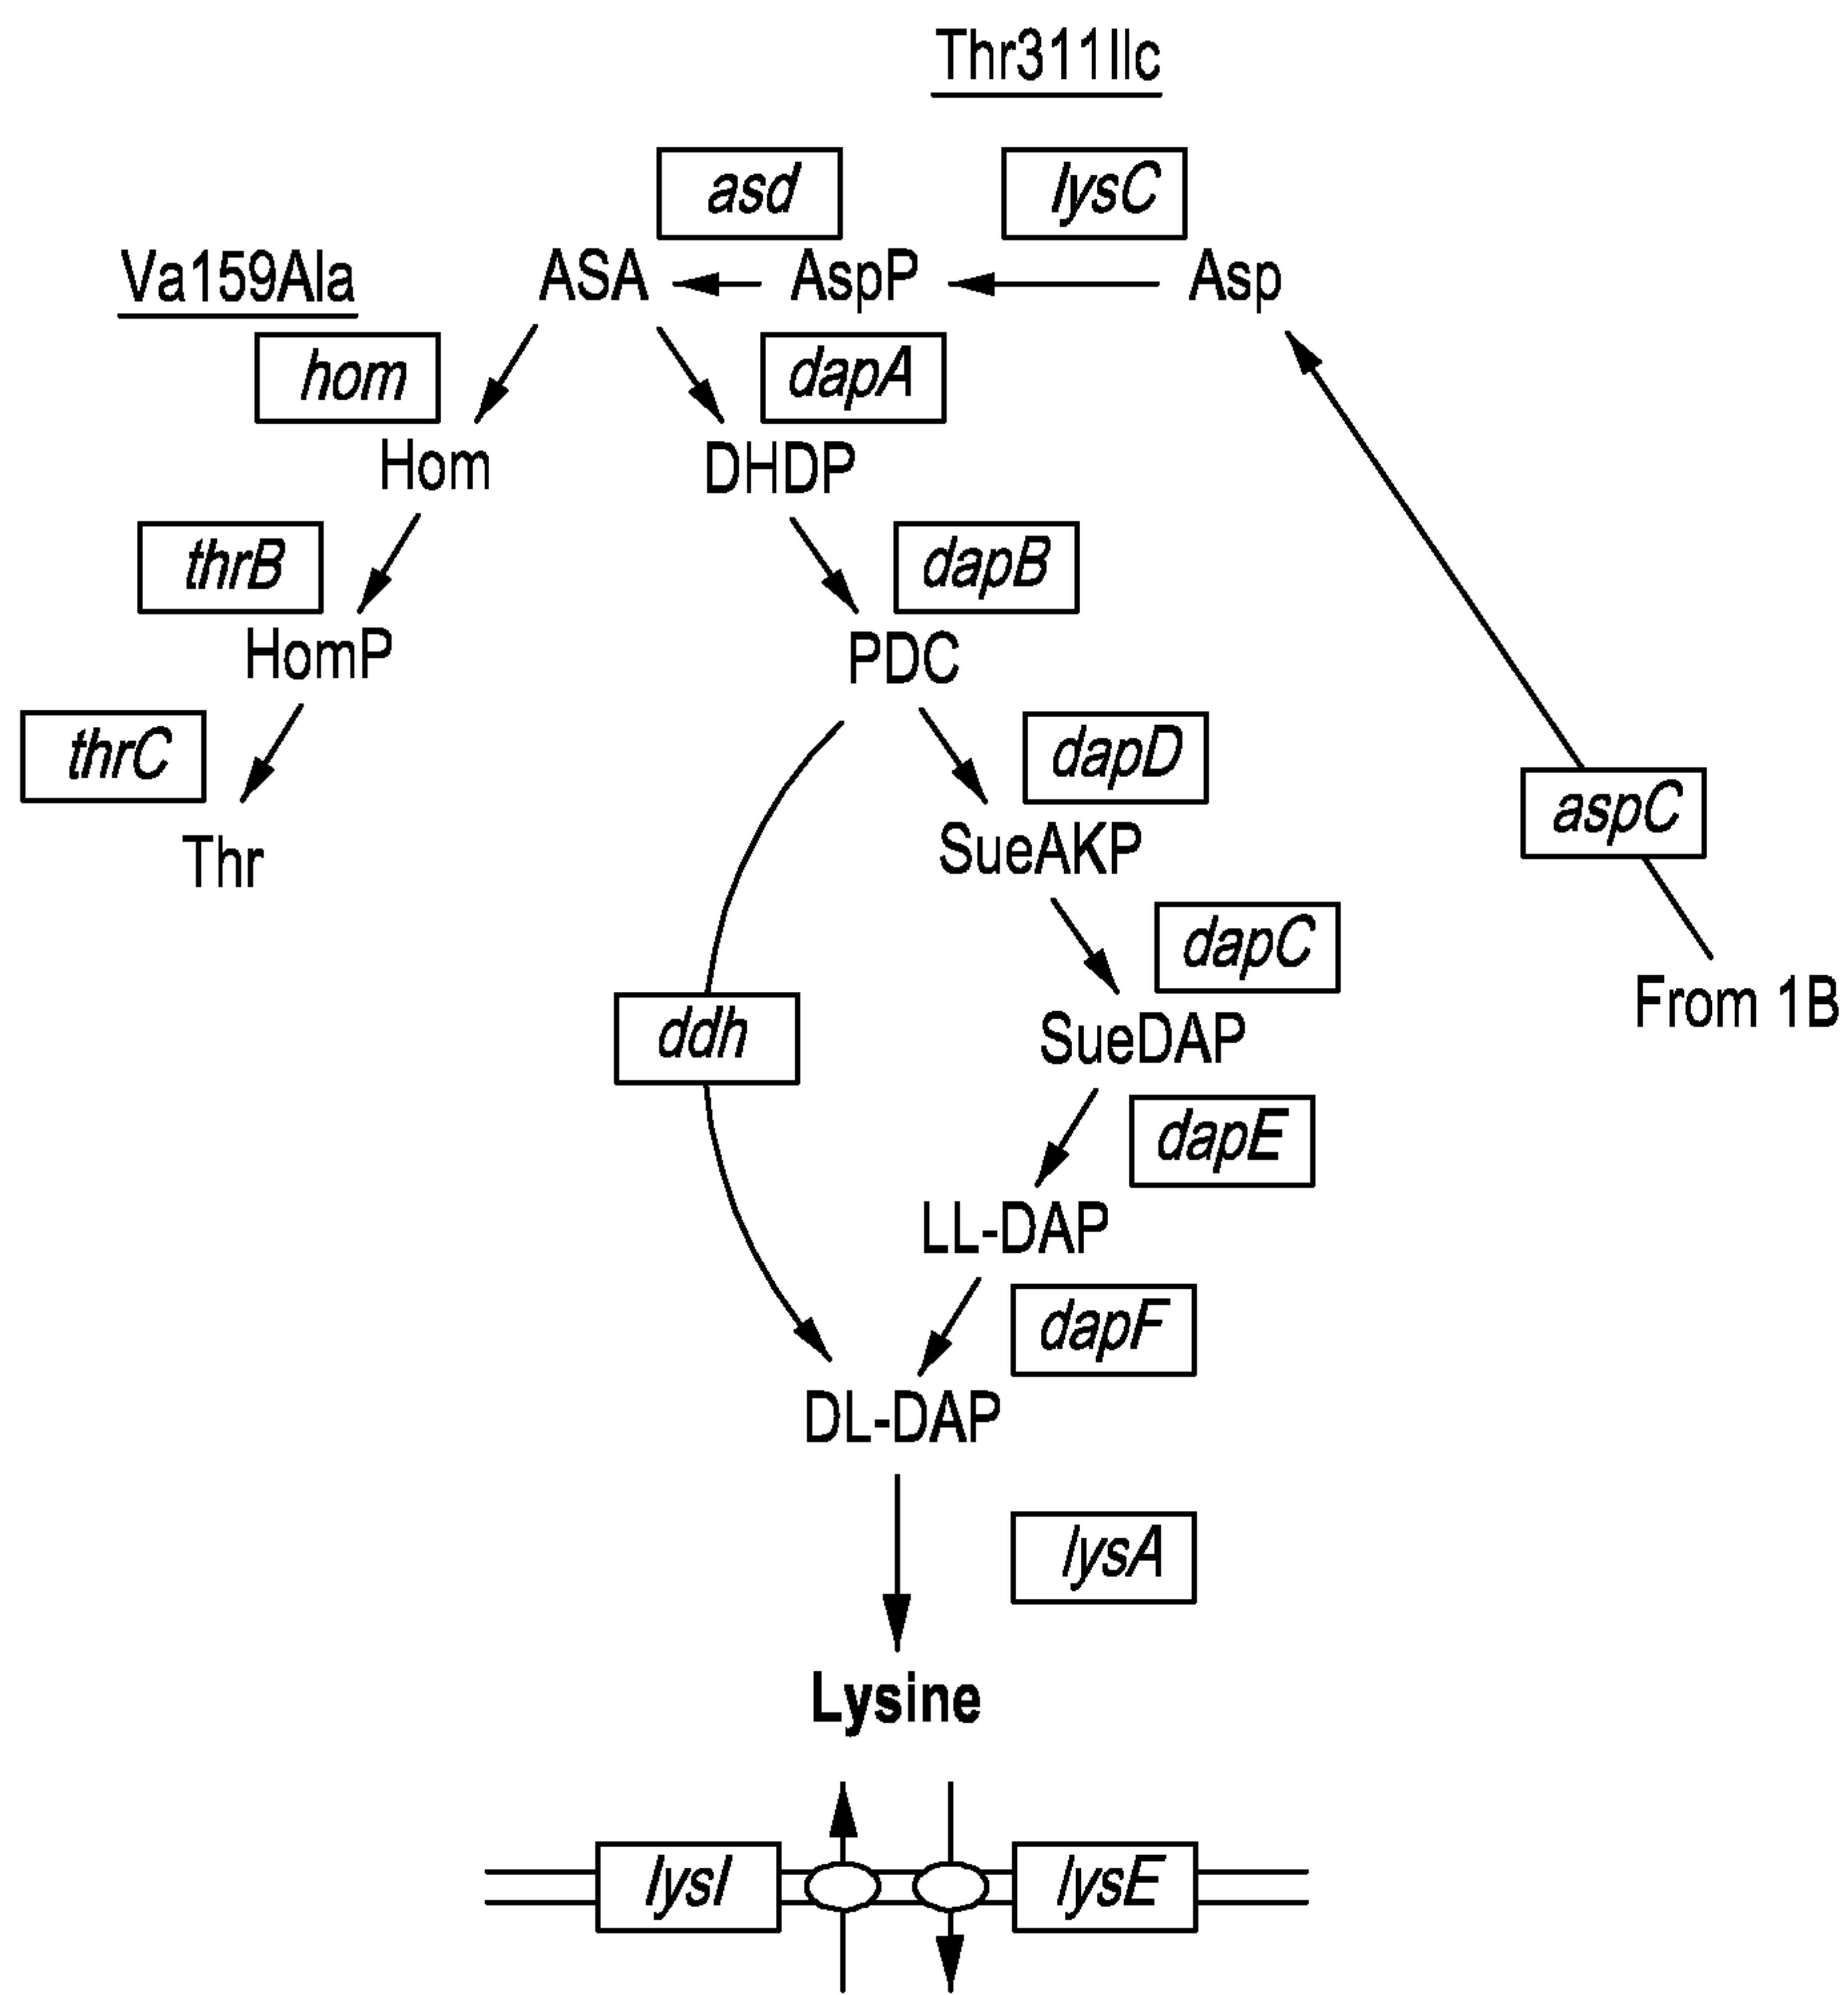 Thr311Ilc
asd
lysC
Va159Ala
ASA
AspP
Asp
hom
dapA
Hom
DHDP
thrB
dapB
HomP
PDC
thrC
dapD
aspC
Thr
SueAKP
dapC
From 1B
ddh
SueDAP
dapE
LL-DAP
dapF
DL-DAP
lysA
Lysine
lysI
lysE